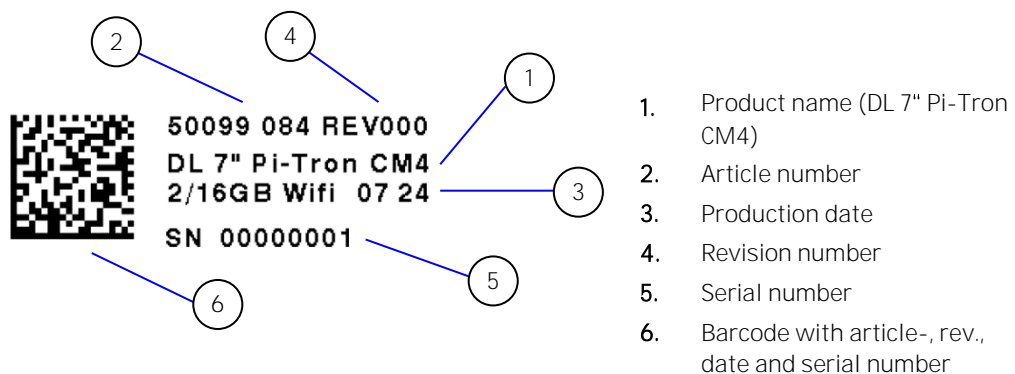 2
4
1
50099 084 REV000
DL 7" Pi-Tron CM4
2/16GB Wifi 07 24
3
SN 00000001
5
6
1. Product name (DL 7" Pi-Tron
CM4)
2. Article number
3. Production date
4. Revision number
5. Serial number
6. Barcode with article-, rev.,
date and serial number